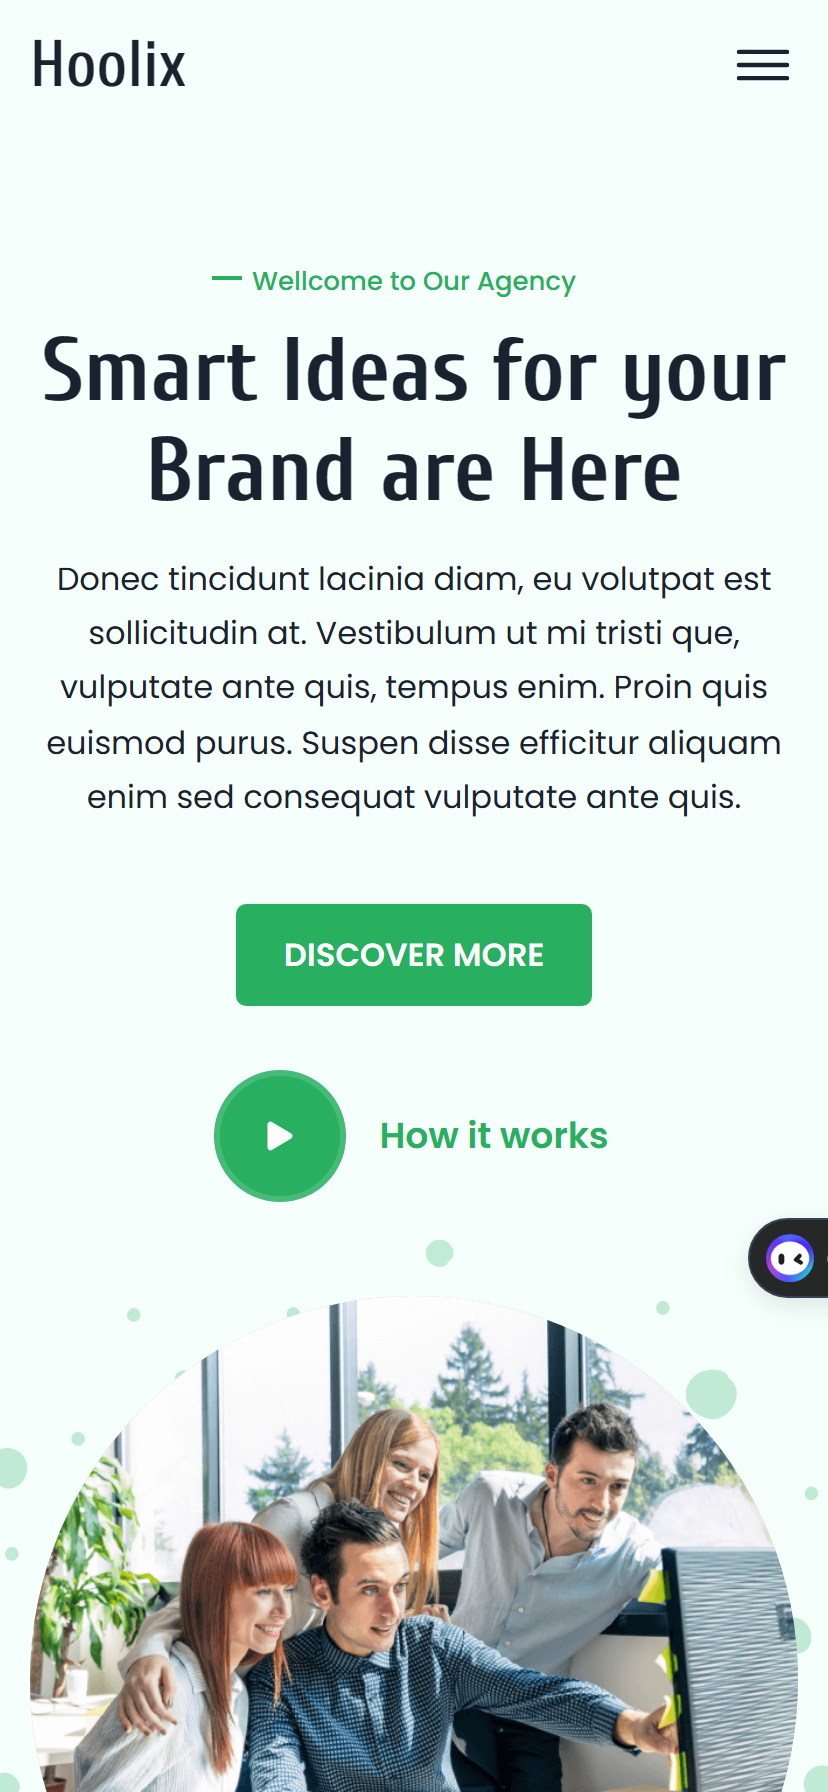 Hoolix
Wellcome to Our Agency
Smart Ideas for your
Brand are Here
Donec tincidunt lacinia diam, eu volutpat est
sollicitudin at. Vestibulum ut mi tristi que,
vulputate ante quis, tempus enim. Proin quis
euismod purus. Suspen disse efficitur aliquam
enim sed consequat vulputate ante quis.
DISCOVER MORE
How it works